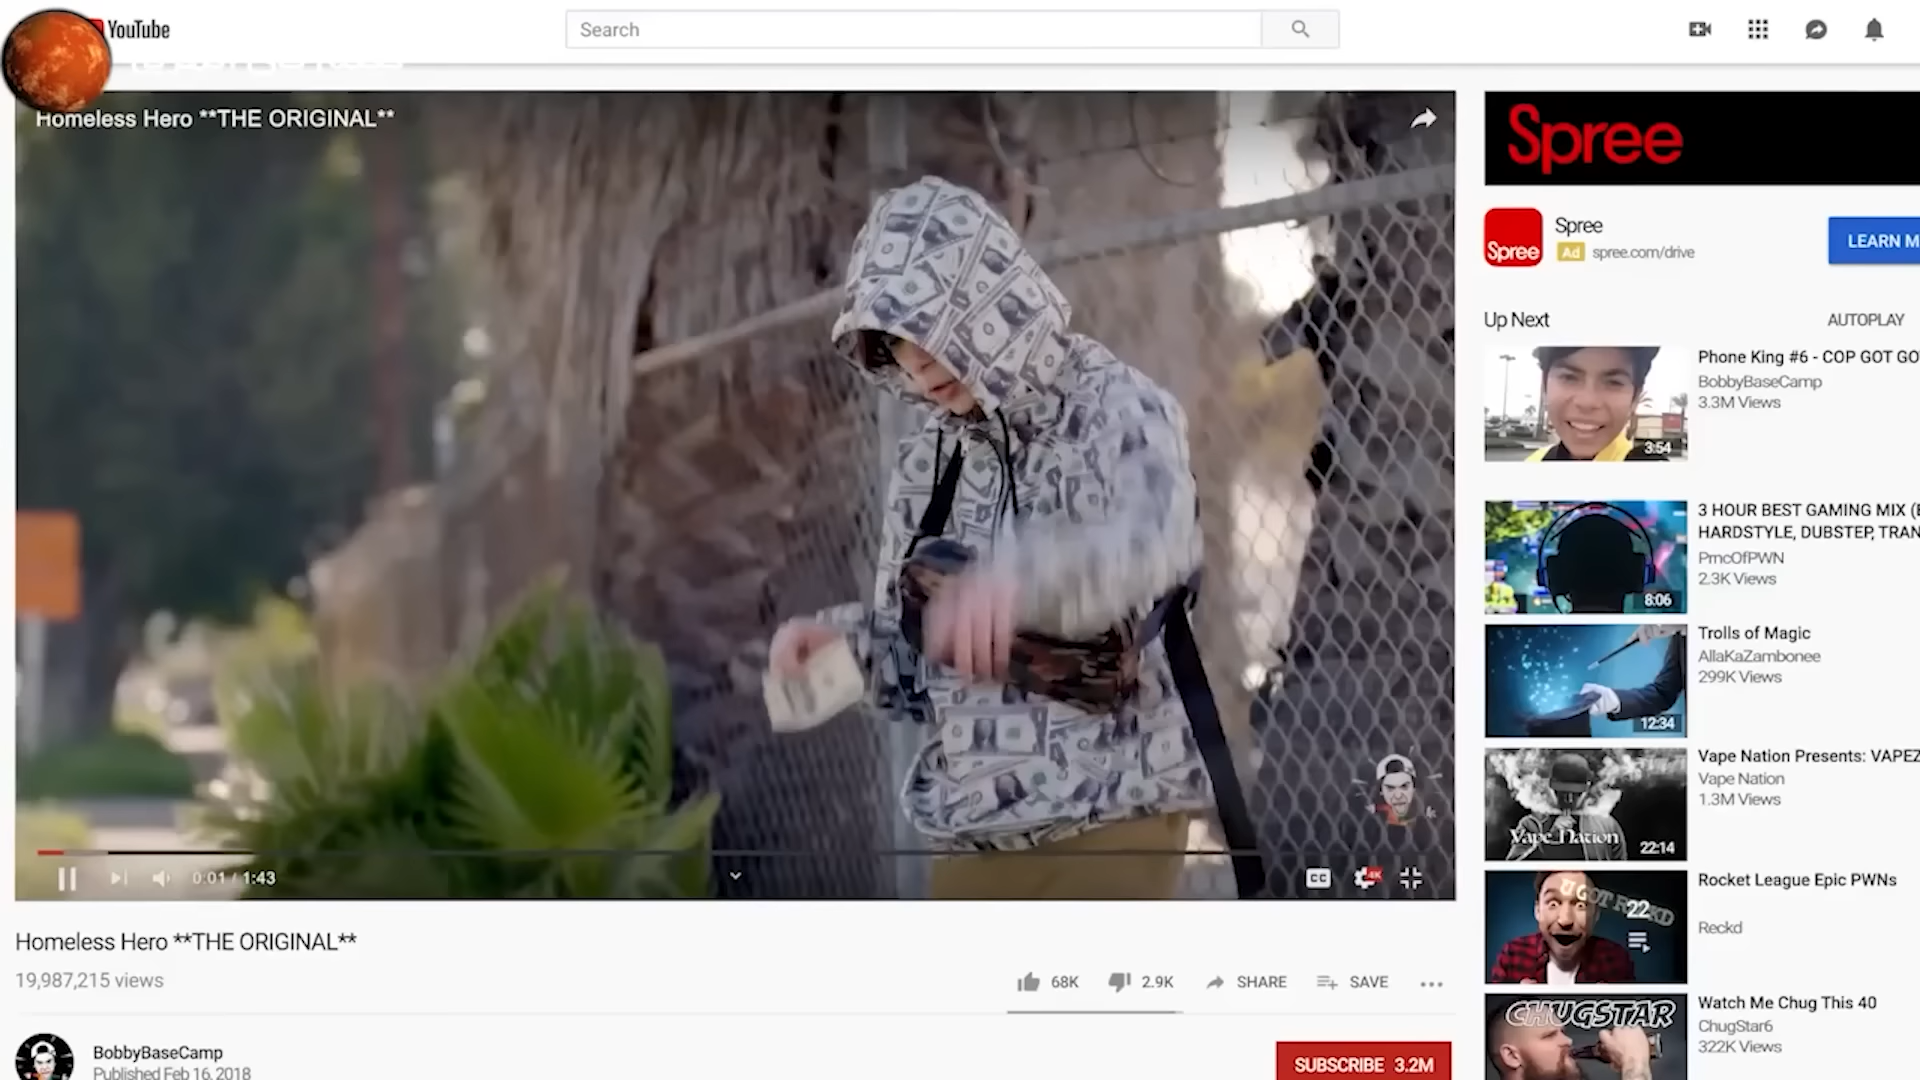 YouTube
Search
Homeless Hero **THE ORIGINAL**
0:01 / 1:43
CC
4K
Homeless Hero **THE ORIGINAL**
19,987,215 views
68K
2.9K
SHARE
SAVE
BobbyBaseCamp
Published Feb 16, 2018
SUBSCRIBE 3.2M
Spree
Spree
Spree
Ad spree.com/drive
LEARN M
Up Next
AUTOPLAY
Phone King #6 - COP GOT GO
BobbyBaseCamp
3.3M Views
3:54
3 HOUR BEST GAMING MIX (
HARDSTYLE, DUBSTEP, TRAN
PmcOfPWN
2.3K Views
8:06
Trolls of Magic
AllaKaZambonee
299K Views
12:34
Vape Nation Presents: VAPEZ
Vape Nation
1.3M Views
Vape Nation
22:14
Rocket League Epic PWNs
Reckd
U GOT RECKD
22
Watch Me Chug This 40
ChugStar6
322K Views
CHUGSTAR